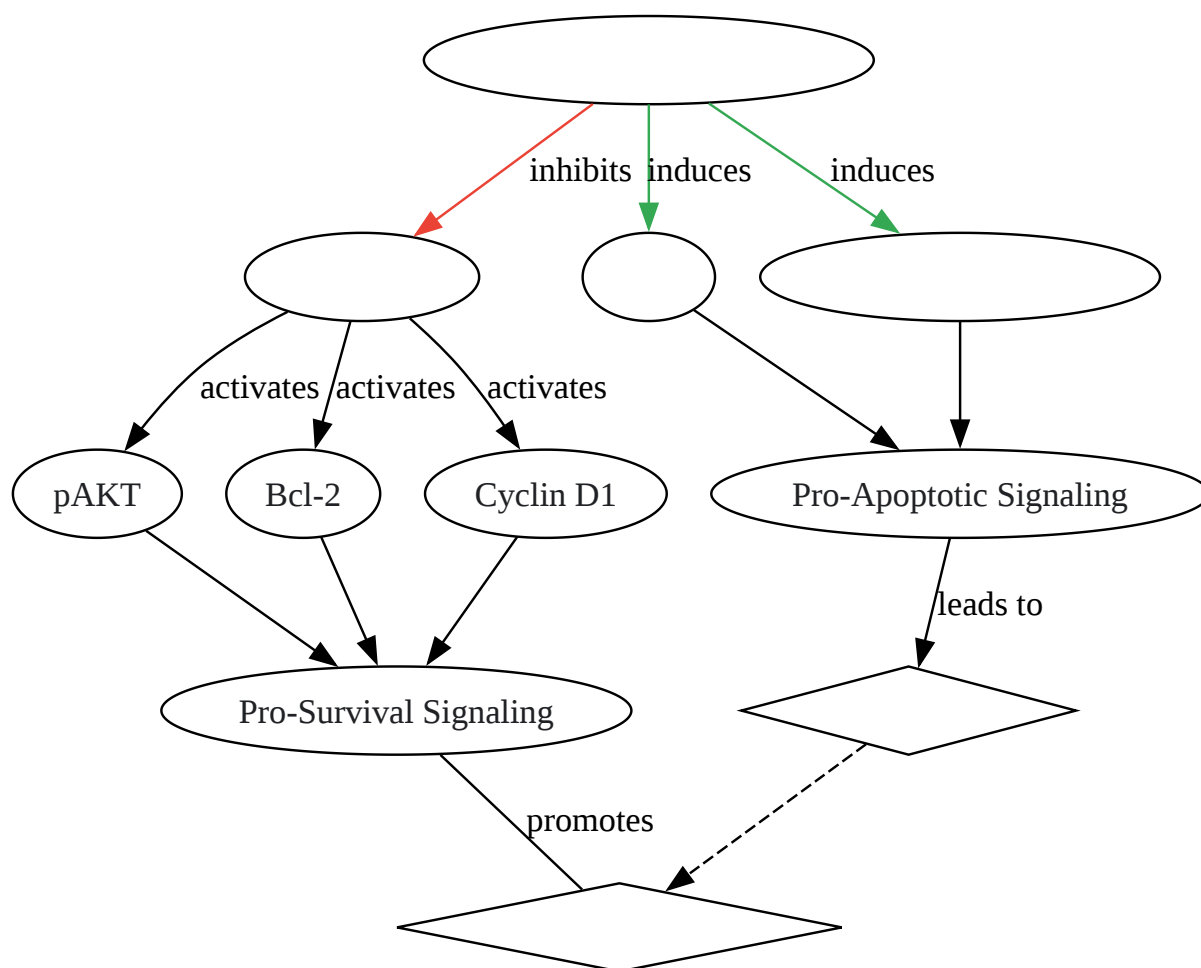 inhibits
induces
induces
activates
activates
activates
pAKT
Bcl-2
Cyclin D1
Pro-Apoptotic Signaling
leads to
Pro-Survival Signaling
promotes